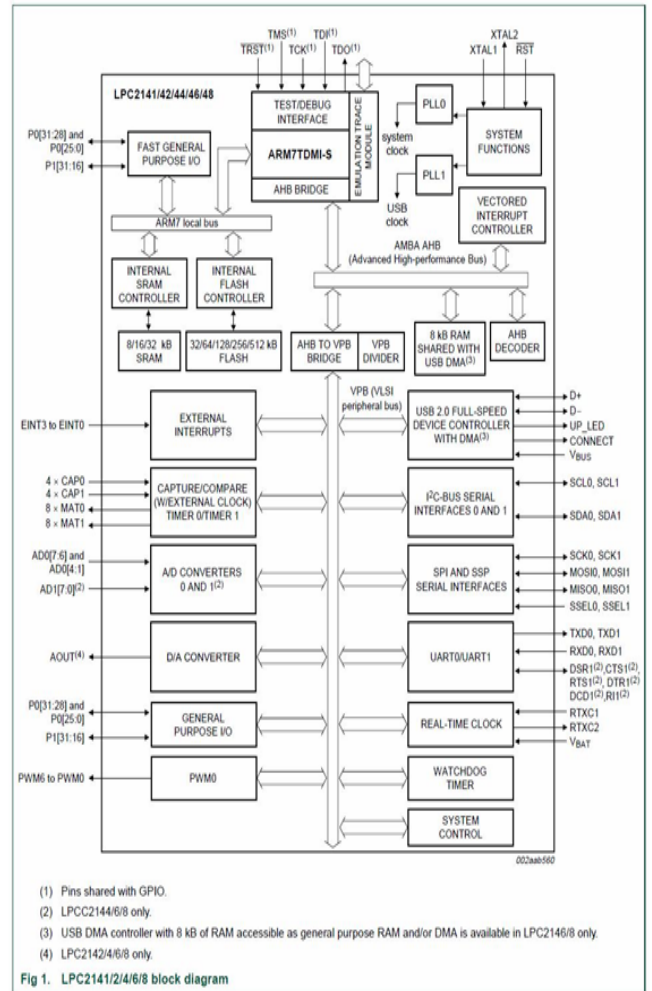 TMS(1) TDI(1) XTAL2
TRST(1) TCK(1) TDO(1) XTAL1 RST
LPC2141/42/44/46/48
P0[31:28] and
P0[25:0]
P1[31:16]
FAST GENERAL
PURPOSE I/O
TEST/DEBUG
INTERFACE
ARM7TDMI-S
AHB BRIDGE
EMULATION TRACE
MODULE
PLL0
system
clock
PLL1
USB
clock
SYSTEM
FUNCTIONS
VECTORED
INTERRUPT
CONTROLLER
ARM7 local bus
AMBA AHB
(Advanced High-performance Bus)
INTERNAL
SRAM
CONTROLLER
INTERNAL
FLASH
CONTROLLER
8/16/32 kB
SRAM
32/64/128/256/512 kB
FLASH
AHB TO VPB
BRIDGE
VPB
DIVIDER
8 kB RAM
SHARED WITH
USB DMA(3)
AHB
DECODER
VPB (VLSI
peripheral bus)
EINT3 to EINT0
EXTERNAL
INTERRUPTS
USB 2.0 FULL-SPEED
DEVICE CONTROLLER
WITH DMA(3)
D+
D−
UP_LED
CONNECT
VBUS
4 × CAP0
4 × CAP1
8 × MAT0
8 × MAT1
CAPTURE/COMPARE
(W/EXTERNAL CLOCK)
TIMER 0/TIMER 1
I2C-BUS SERIAL
INTERFACES 0 AND 1
SCL0, SCL1
SDA0, SDA1
AD0[7:6] and
AD0[4:1]
AD1[7:0](2)
A/D CONVERTERS
0 AND 1(2)
SPI AND SSP
SERIAL INTERFACES
SCK0, SCK1
MOSI0, MOSI1
MISO0, MISO1
SSEL0, SSEL1
AOUT(4)
D/A CONVERTER
UART0/UART1
TXD0, TXD1
RXD0, RXD1
DSR1(2),CTS1(2),
RTS1(2), DTR1(2)
DCD1(2),RI1(2)
P0[31:28] and
P0[25:0]
P1[31:16]
GENERAL
PURPOSE I/O
REAL-TIME CLOCK
RTXC1
RTXC2
VBAT
PWM6 to PWM0
PWM0
WATCHDOG
TIMER
SYSTEM
CONTROL
002aab560
(1) Pins shared with GPIO.
(2) LPCC2144/6/8 only.
(3) USB DMA controller with 8 kB of RAM accessible as general purpose RAM and/or DMA is available in LPC2146/8 only.
(4) LPC2142/4/6/8 only.
Fig 1. LPC2141/2/4/6/8 block diagram